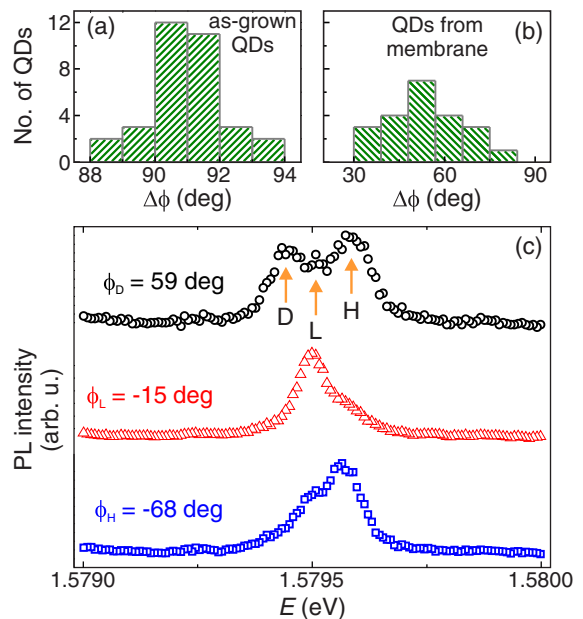 (a) as-grown QDs
QDs from membrane (b)
No. of QDs
12
8
4
0
88 90 92 94
30 60 90
Δϕ (deg)
Δϕ (deg)
(c)
ϕD = 59 deg
D L H
ϕL = -15 deg
ϕH = -68 deg
PL intensity (arb. u.)
1.5790 1.5795 1.5800
E (eV)